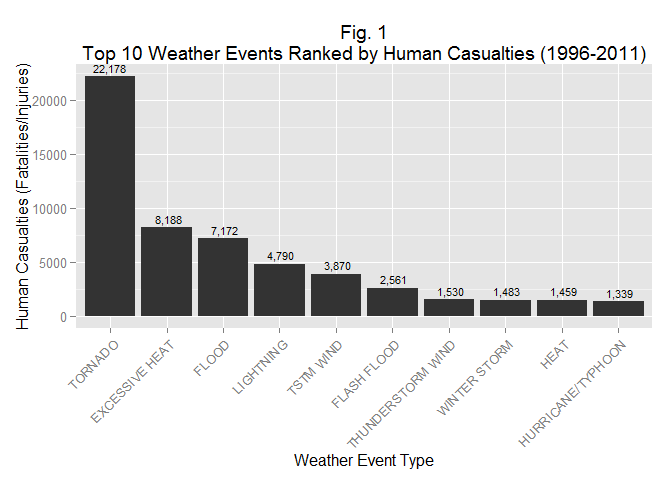 Fig. 1
Top 10 Weather Events Ranked by Human Casualties (1996-2011)
Human Casualties (Fatalities/Injuries)
20000
15000
10000
5000
0
22,178
8,188
7,172
4,790
3,870
2,561
1,530
1,483
1,459
1,339
TORNADO
EXCESSIVE HEAT
FLOOD
LIGHTNING
TSTM WIND
FLASH FLOOD
THUNDERSTORM WIND
WINTER STORM
HEAT
HURRICANE/TYPHOON
Weather Event Type